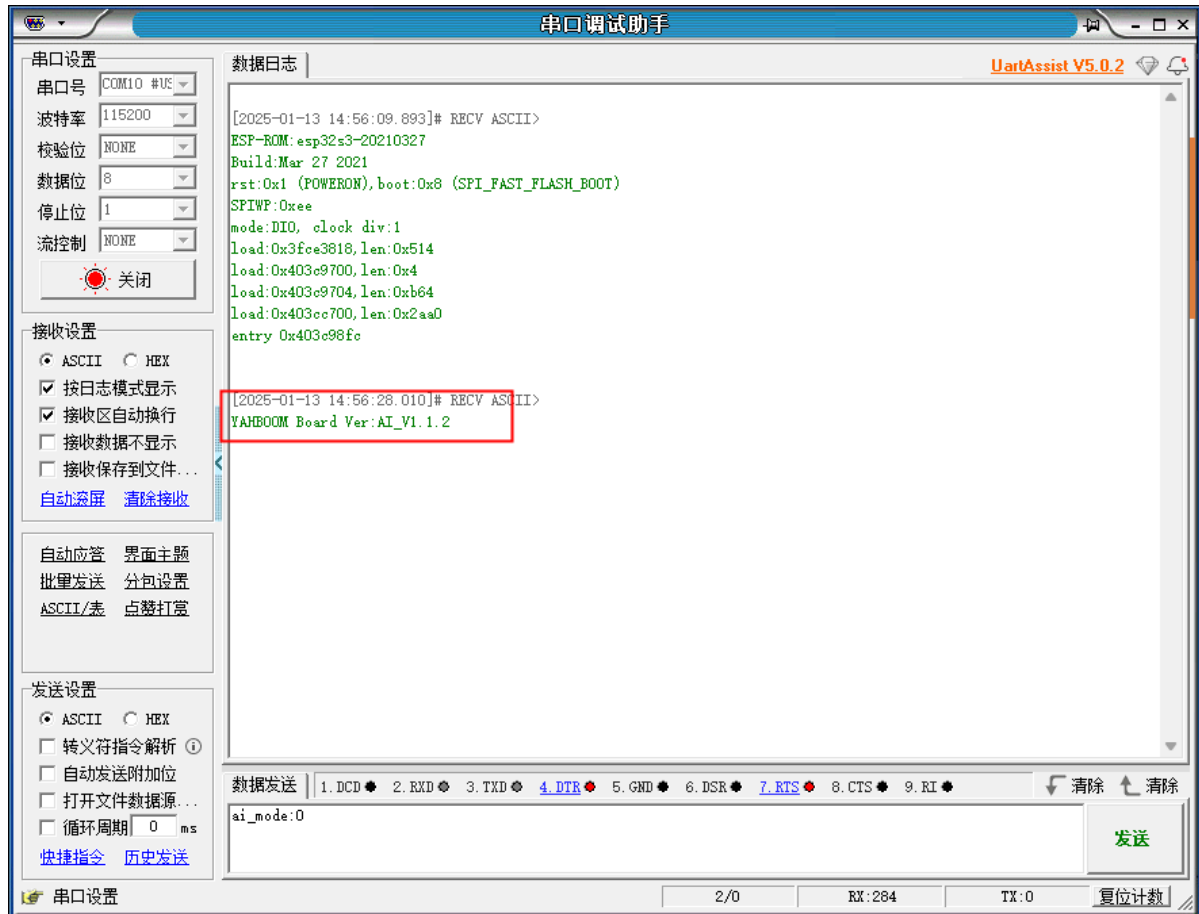 串口调试助手
串口设置
串口号 COM10 #US
波特率 115200
校验位 NONE
数据位 8
停止位 1
流控制 NONE
关闭
接收设置
ASCII HEX
按日志模式显示
接收区自动换行
接收数据不显示
接收保存到文件...
自动滚屏 清除接收
自动应答 界面主题
批量发送 分包设置
ASCII/表 点赞打赏
发送设置
ASCII HEX
转义符指令解析
自动发送附加位
打开文件数据源...
循环周期 0 ms
快捷指令 历史发送
数据日志
UartAssist V5.0.2
[2025-01-13 14:56:09.893]# RECV ASCII>
ESP-ROM:esp32s3-20210327
Build:Mar 27 2021
rst:0x1 (POWERON),boot:0x8 (SPI_FAST_FLASH_BOOT)
SPIWP:0xee
mode:DIO, clock div:1
load:0x3fce3818,len:0x514
load:0x403c9700,len:0x4
load:0x403c9704,len:0xb64
load:0x403cc700,len:0x2aa0
entry 0x403c98fc
[2025-01-13 14:56:28.010]# RECV ASCII>
YAHBOOM Board Ver:AI_V1.1.2
数据发送 1.DCD 2.RXD 3.TXD 4.DTR 5.GND 6.DSR 7.RTS 8.CTS 9.RI 清除 清除
ai_mode:0
发送
串口设置 2/0 RX:284 TX:0 复位计数